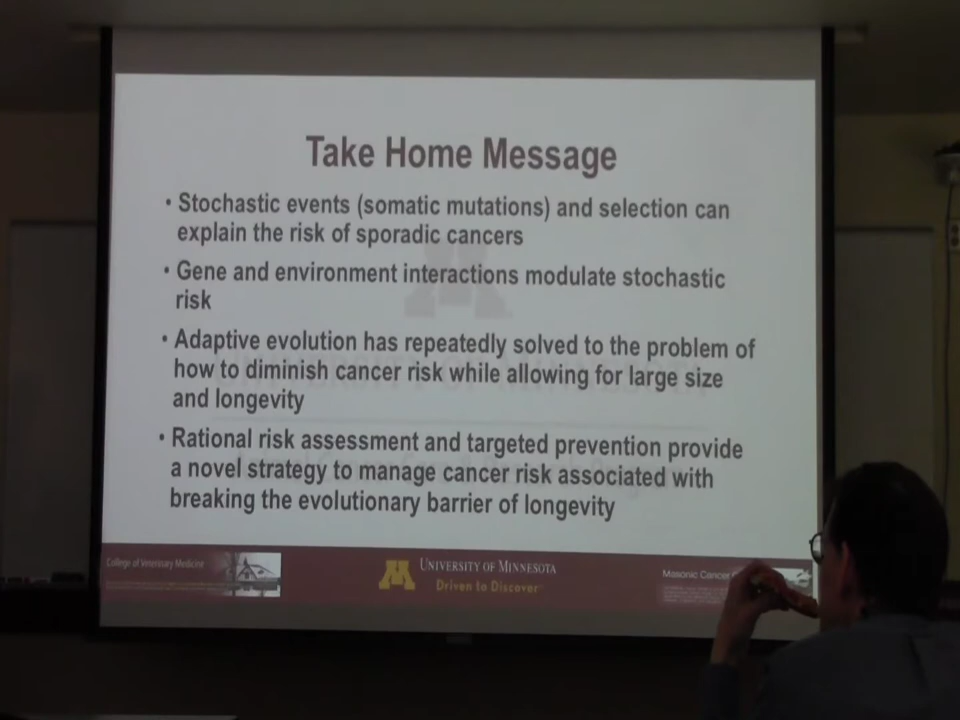 Take Home Message
• Stochastic events (somatic mutations) and selection can
explain the risk of sporadic cancers
• Gene and environment interactions modulate stochastic
risk
• Adaptive evolution has repeatedly solved to the problem of
how to diminish cancer risk while allowing for large size
and longevity
• Rational risk assessment and targeted prevention provide
a novel strategy to manage cancer risk associated with
breaking the evolutionary barrier of longevity
College of Veterinary Medicine
UNIVERSITY OF MINNESOTA
Driven to Discover
Masonic Cancer